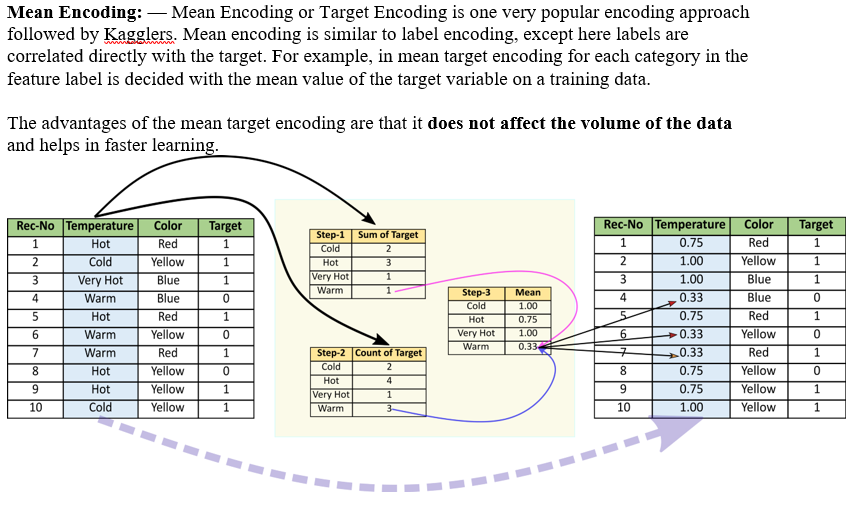 Mean Encoding: — Mean Encoding or Target Encoding is one very popular encoding approach
followed by Kagglers. Mean encoding is similar to label encoding, except here labels are
correlated directly with the target. For example, in mean target encoding for each category in the
feature label is decided with the mean value of the target variable on a training data.
The advantages of the mean target encoding are that it does not affect the volume of the data
and helps in faster learning.
Rec-No Temperature Color Target
1 Hot Red 1
2 Cold Yellow 1
3 Very Hot Blue 1
4 Warm Blue 0
5 Hot Red 1
6 Warm Yellow 0
7 Warm Red 1
8 Hot Yellow 0
9 Hot Yellow 1
10 Cold Yellow 1
Step-1 Sum of Target
Cold 2
Hot 3
Very Hot 1
Warm 1
Step-2 Count of Target
Cold 2
Hot 4
Very Hot 1
Warm 3
Step-3 Mean
Cold 1.00
Hot 0.75
Very Hot 1.00
Warm 0.33
Rec-No Temperature Color Target
1 0.75 Red 1
2 1.00 Yellow 1
3 1.00 Blue 1
4 0.33 Blue 0
5 0.75 Red 1
6 0.33 Yellow 0
7 0.33 Red 1
8 0.75 Yellow 0
9 0.75 Yellow 1
10 1.00 Yellow 1